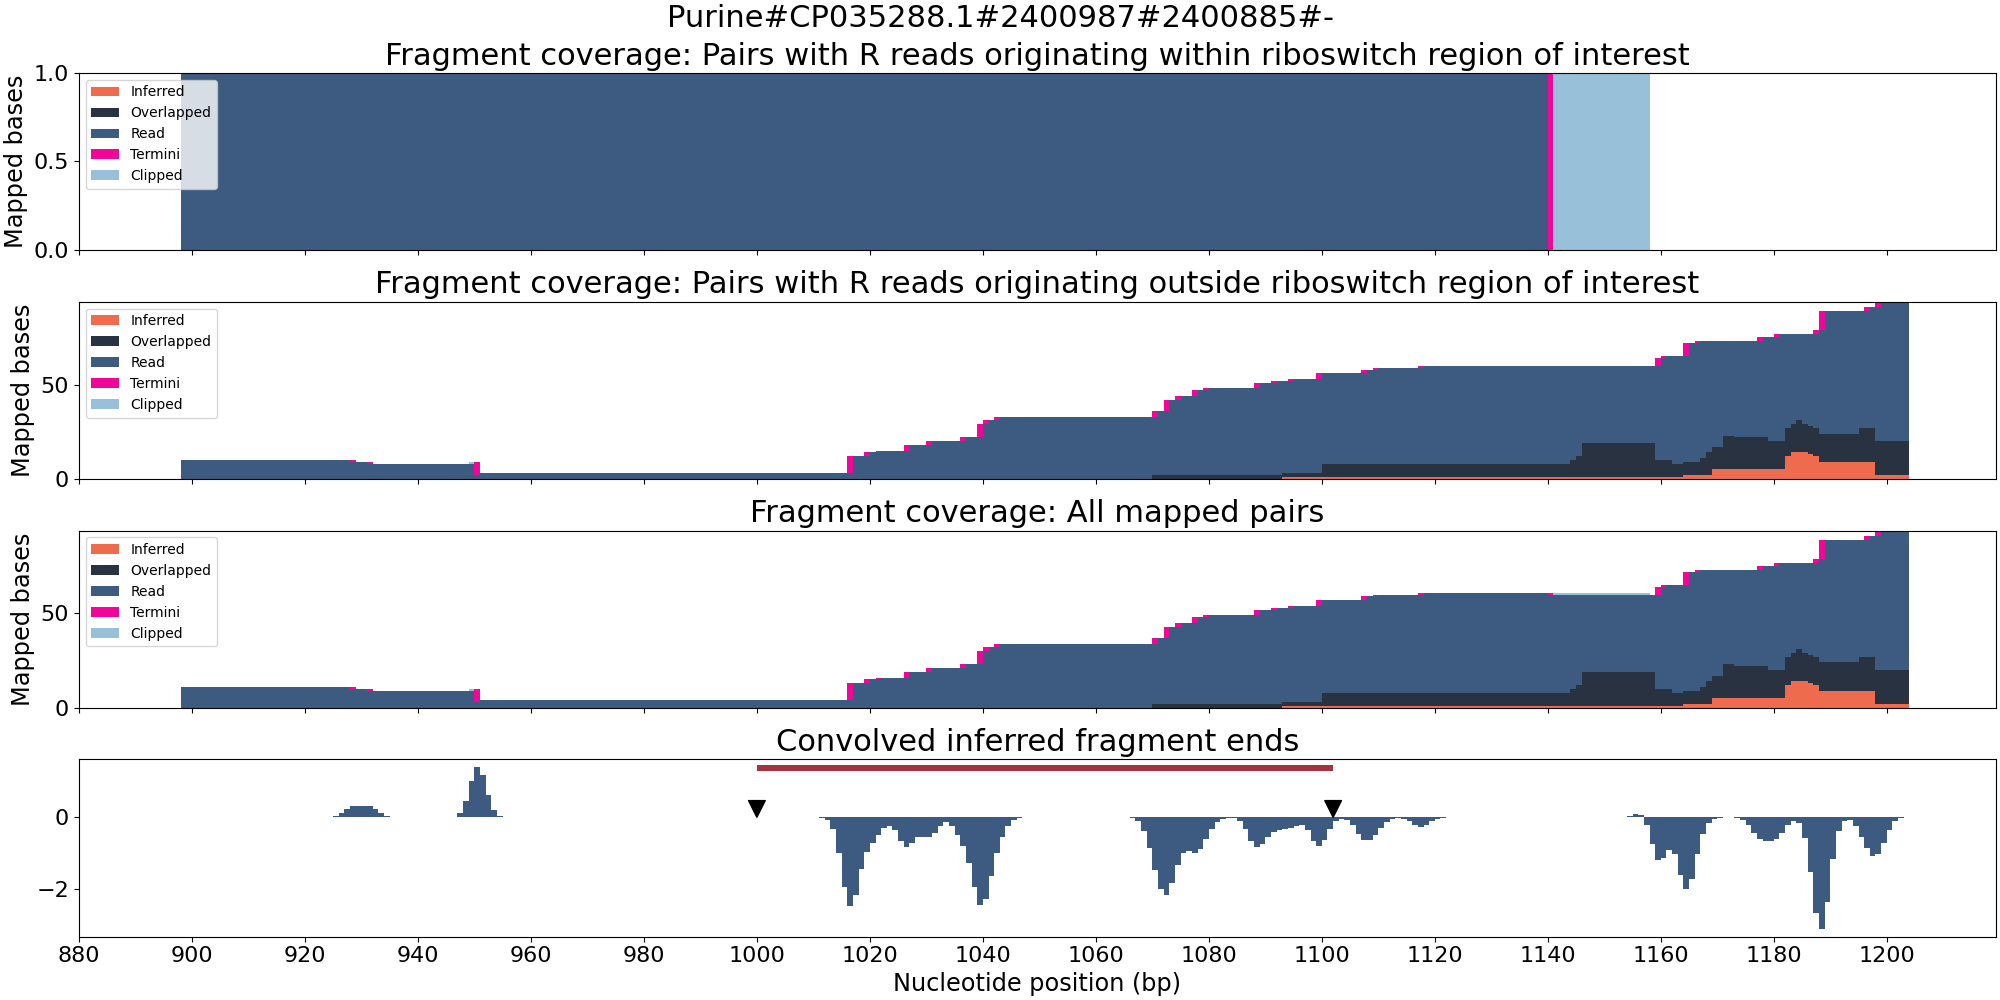 Purine#CP035288.1#2400987#2400885#-
Fragment coverage: Pairs with R reads originating within riboswitch region of interest
Mapped bases
1.0
0.5
0.0
Inferred
Overlapped
Read
Termini
Clipped
Fragment coverage: Pairs with R reads originating outside riboswitch region of interest
Mapped bases
50
0
Inferred
Overlapped
Read
Termini
Clipped
Fragment coverage: All mapped pairs
Mapped bases
50
0
Inferred
Overlapped
Read
Termini
Clipped
Convolved inferred fragment ends
0
−2
880 900 920 940 960 980 1000 1020 1040 1060 1080 1100 1120 1140 1160 1180 1200
Nucleotide position (bp)